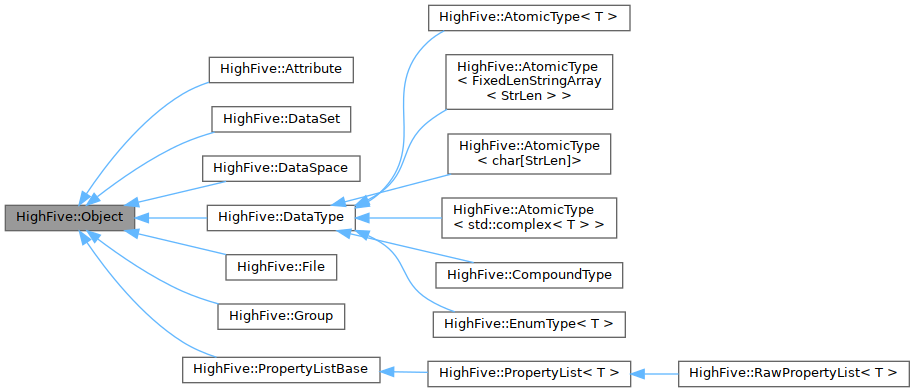 HighFive::Object
HighFive::Attribute
HighFive::DataSet
HighFive::DataSpace
HighFive::DataType
HighFive::File
HighFive::Group
HighFive::PropertyListBase
HighFive::AtomicType< T >
HighFive::AtomicType
< FixedLenStringArray
< StrLen > >
HighFive::AtomicType
< char[StrLen]>
HighFive::AtomicType
< std::complex< T > >
HighFive::CompoundType
HighFive::EnumType< T >
HighFive::PropertyList< T >
HighFive::RawPropertyList< T >